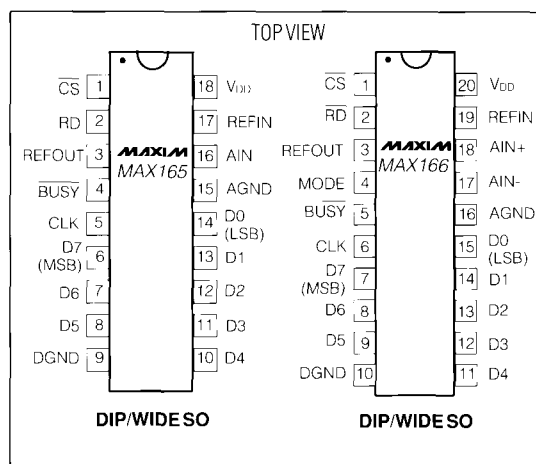 TOP VIEW
CS 1
RD 2
REFOUT 3
BUSY 4
CLK 5
D7
(MSB) 6
D6 7
D5 8
DGND 9
MAXIM
MAX165
18 VDD
17 REFIN
16 AIN
15 AGND
14 D0
(LSB)
13 D1
12 D2
11 D3
10 D4
DIP/WIDE SO
CS 1
RD 2
REFOUT 3
MODE 4
BUSY 5
CLK 6
D7
(MSB) 7
D6 8
D5 9
DGND 10
MAXIM
MAX166
20 VDD
19 REFIN
18 AIN+
17 AIN-
16 AGND
15 D0
(LSB)
14 D1
13 D2
12 D3
11 D4
DIP/WIDE SO